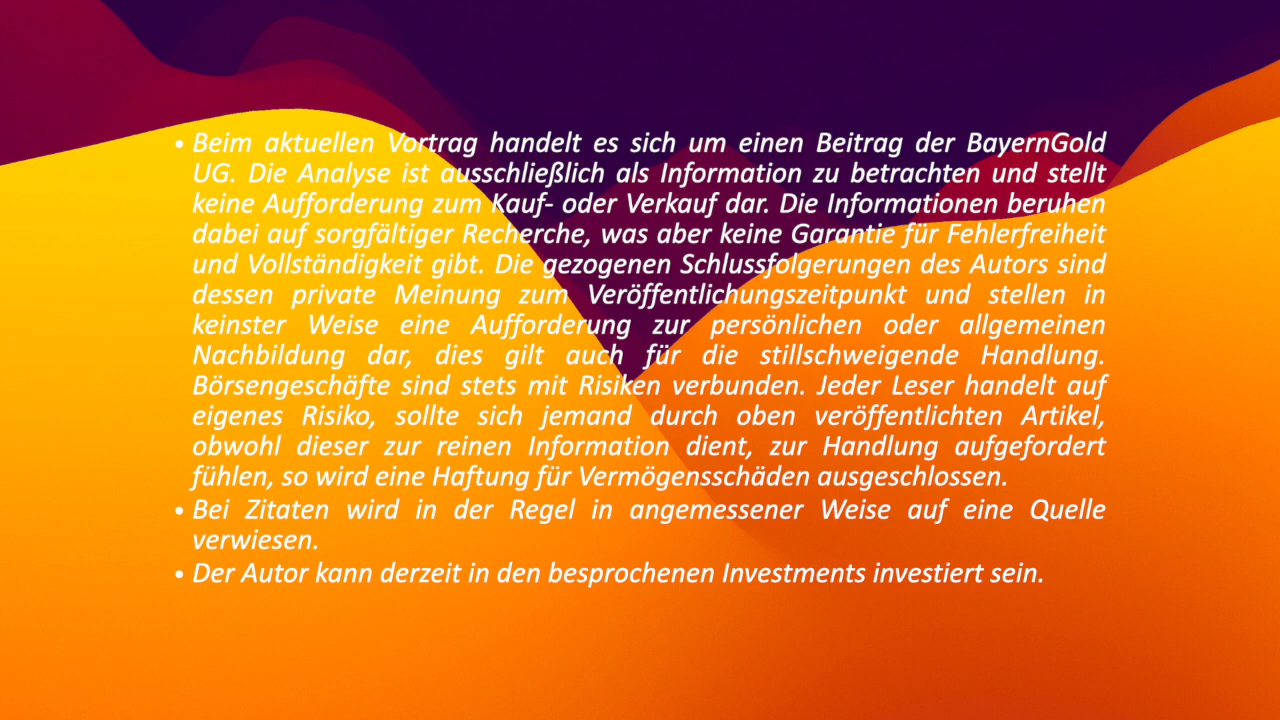 • Beim aktuellen Vortrag handelt es sich um einen Beitrag der BayernGold
UG. Die Analyse ist ausschließlich als Information zu betrachten und stellt
keine Aufforderung zum Kauf- oder Verkauf dar. Die Informationen beruhen
dabei auf sorgfältiger Recherche, was aber keine Garantie für Fehlerfreiheit
und Vollständigkeit gibt. Die gezogenen Schlussfolgerungen des Autors sind
dessen private Meinung zum Veröffentlichungszeitpunkt und stellen in
keinster Weise eine Aufforderung zur persönlichen oder allgemeinen
Nachbildung dar, dies gilt auch für die stillschweigende Handlung.
Börsengeschäfte sind stets mit Risiken verbunden. Jeder Leser handelt auf
eigenes Risiko, sollte sich jemand durch oben veröffentlichten Artikel,
obwohl dieser zur reinen Information dient, zur Handlung aufgefordert
fühlen, so wird eine Haftung für Vermögensschäden ausgeschlossen.
• Bei Zitaten wird in der Regel in angemessener Weise auf eine Quelle
verwiesen.
• Der Autor kann derzeit in den besprochenen Investments investiert sein.